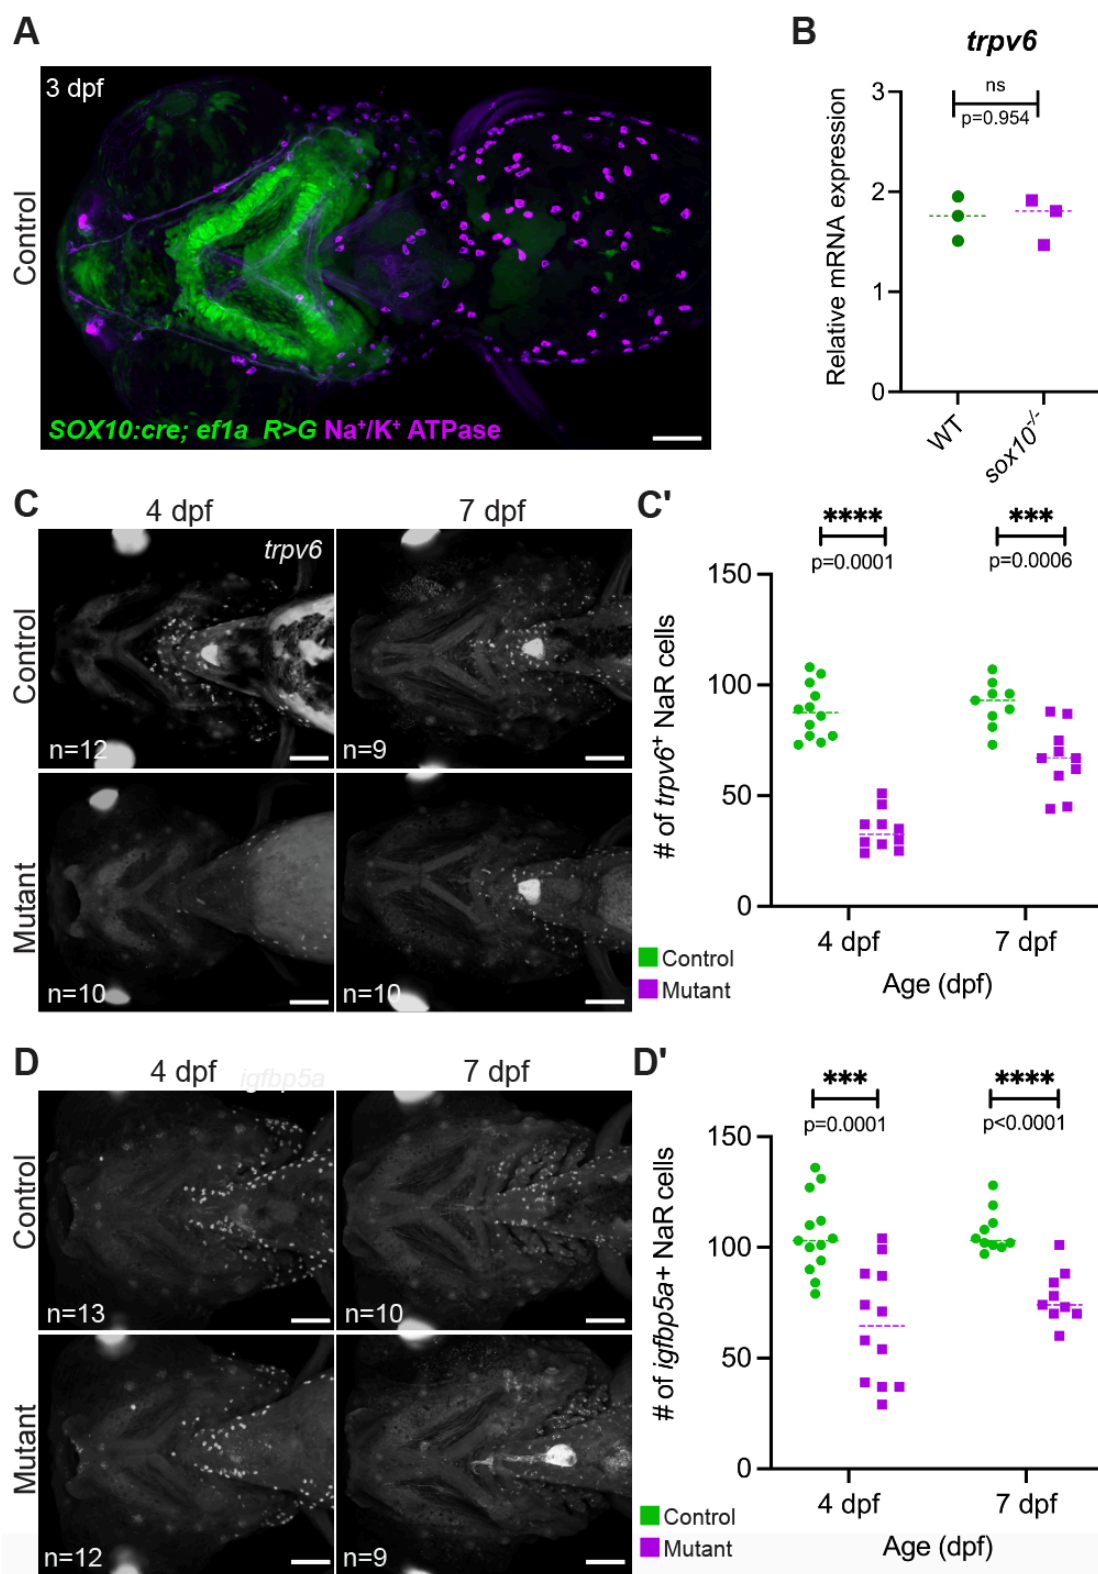 A
3 dpf
Control
SOX10:cre; ef1a R>G Na⁺/K⁺ ATPase
B
trpv6
ns
p=0.954
Relative mRNA expression
3
2
1
0
WT
sox10⁻/⁻
C
4 dpf
7 dpf
trpv6
Control
n=12
n=9
Mutant
n=10
n=10
C'
****
***
p=0.0001
p=0.0006
# of trpv6⁺ NaR cells
150
100
50
0
4 dpf
7 dpf
Age (dpf)
Control
Mutant
D
4 dpf
igfbp5a
7 dpf
Control
n=13
n=10
Mutant
n=12
n=9
D'
***
****
p=0.0001
p<0.0001
# of igfbp5a+ NaR cells
150
100
50
0
4 dpf
7 dpf
Age (dpf)
Control
Mutant